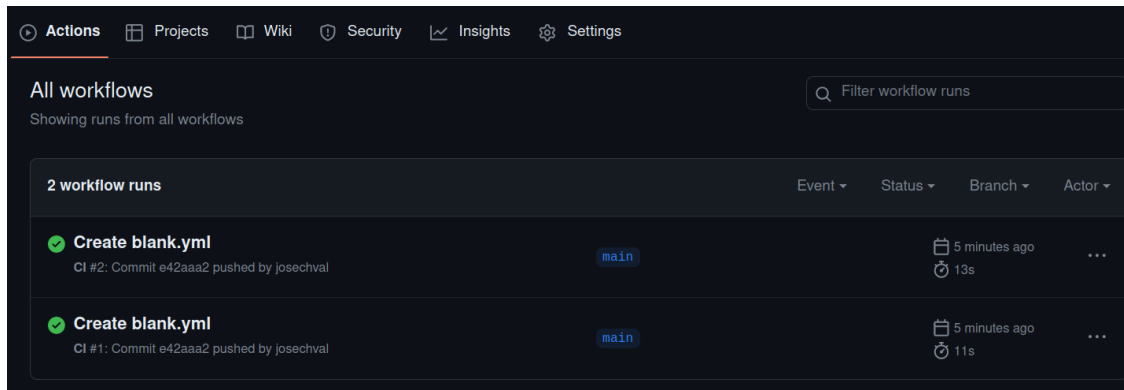 Actions Projects Wiki Security Insights Settings
All workflows
Filter workflow runs
Showing runs from all workflows
2 workflow runs Event Status Branch Actor
Create blank.yml
CI #2: Commit e42aaa2 pushed by josechval
main
5 minutes ago
13s
Create blank.yml
CI #1: Commit e42aaa2 pushed by josechval
main
5 minutes ago
11s